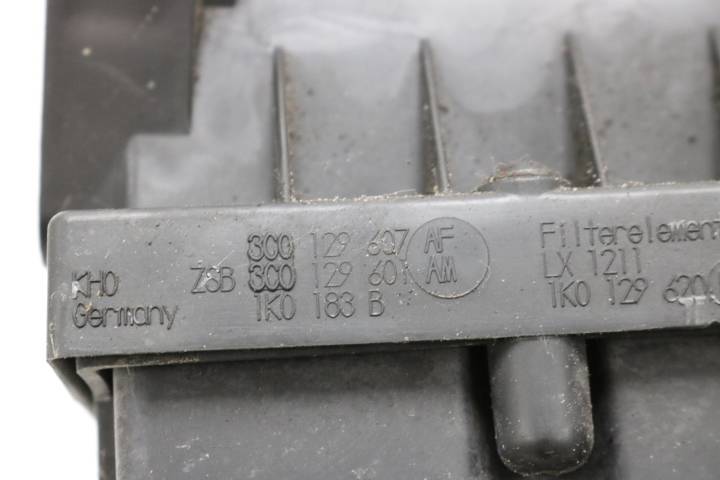 3C0 129 607 AF
ZSB 3C0 129 601 AM
1K0 183 B
KHO
Germany
Filterelement
LX 1211
1K0 129 620